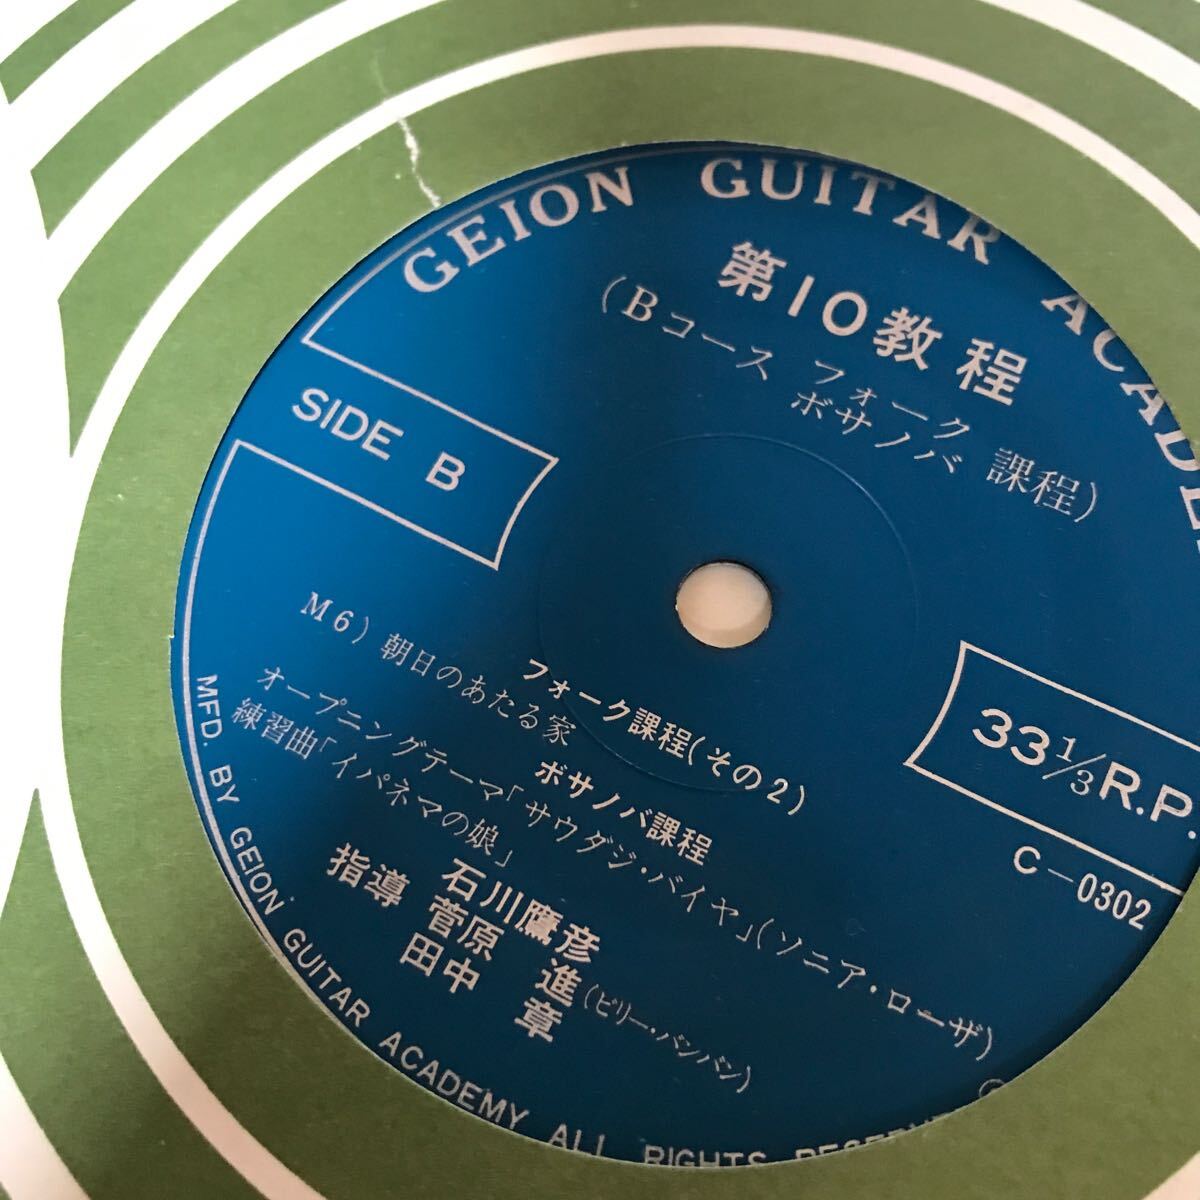 GEION GUITAR ACADE
第10教程
(Bコース フォーク ボサノバ 課程)
SIDE B
33⅓R.P.
C-0302
フォーク課程(その2)
M6) 朝日のあたる家
ボサノバ課程
オープニングテーマ「サウダジ・バイヤ」(ソニア・ローザ)
練習曲「イパネマの娘」
指導 石川鷹彦
菅原 進(ビリー・バンバン)
田中 章
MFD. BY GEION GUITAR ACADEMY ALL RIGHTS RESERVE